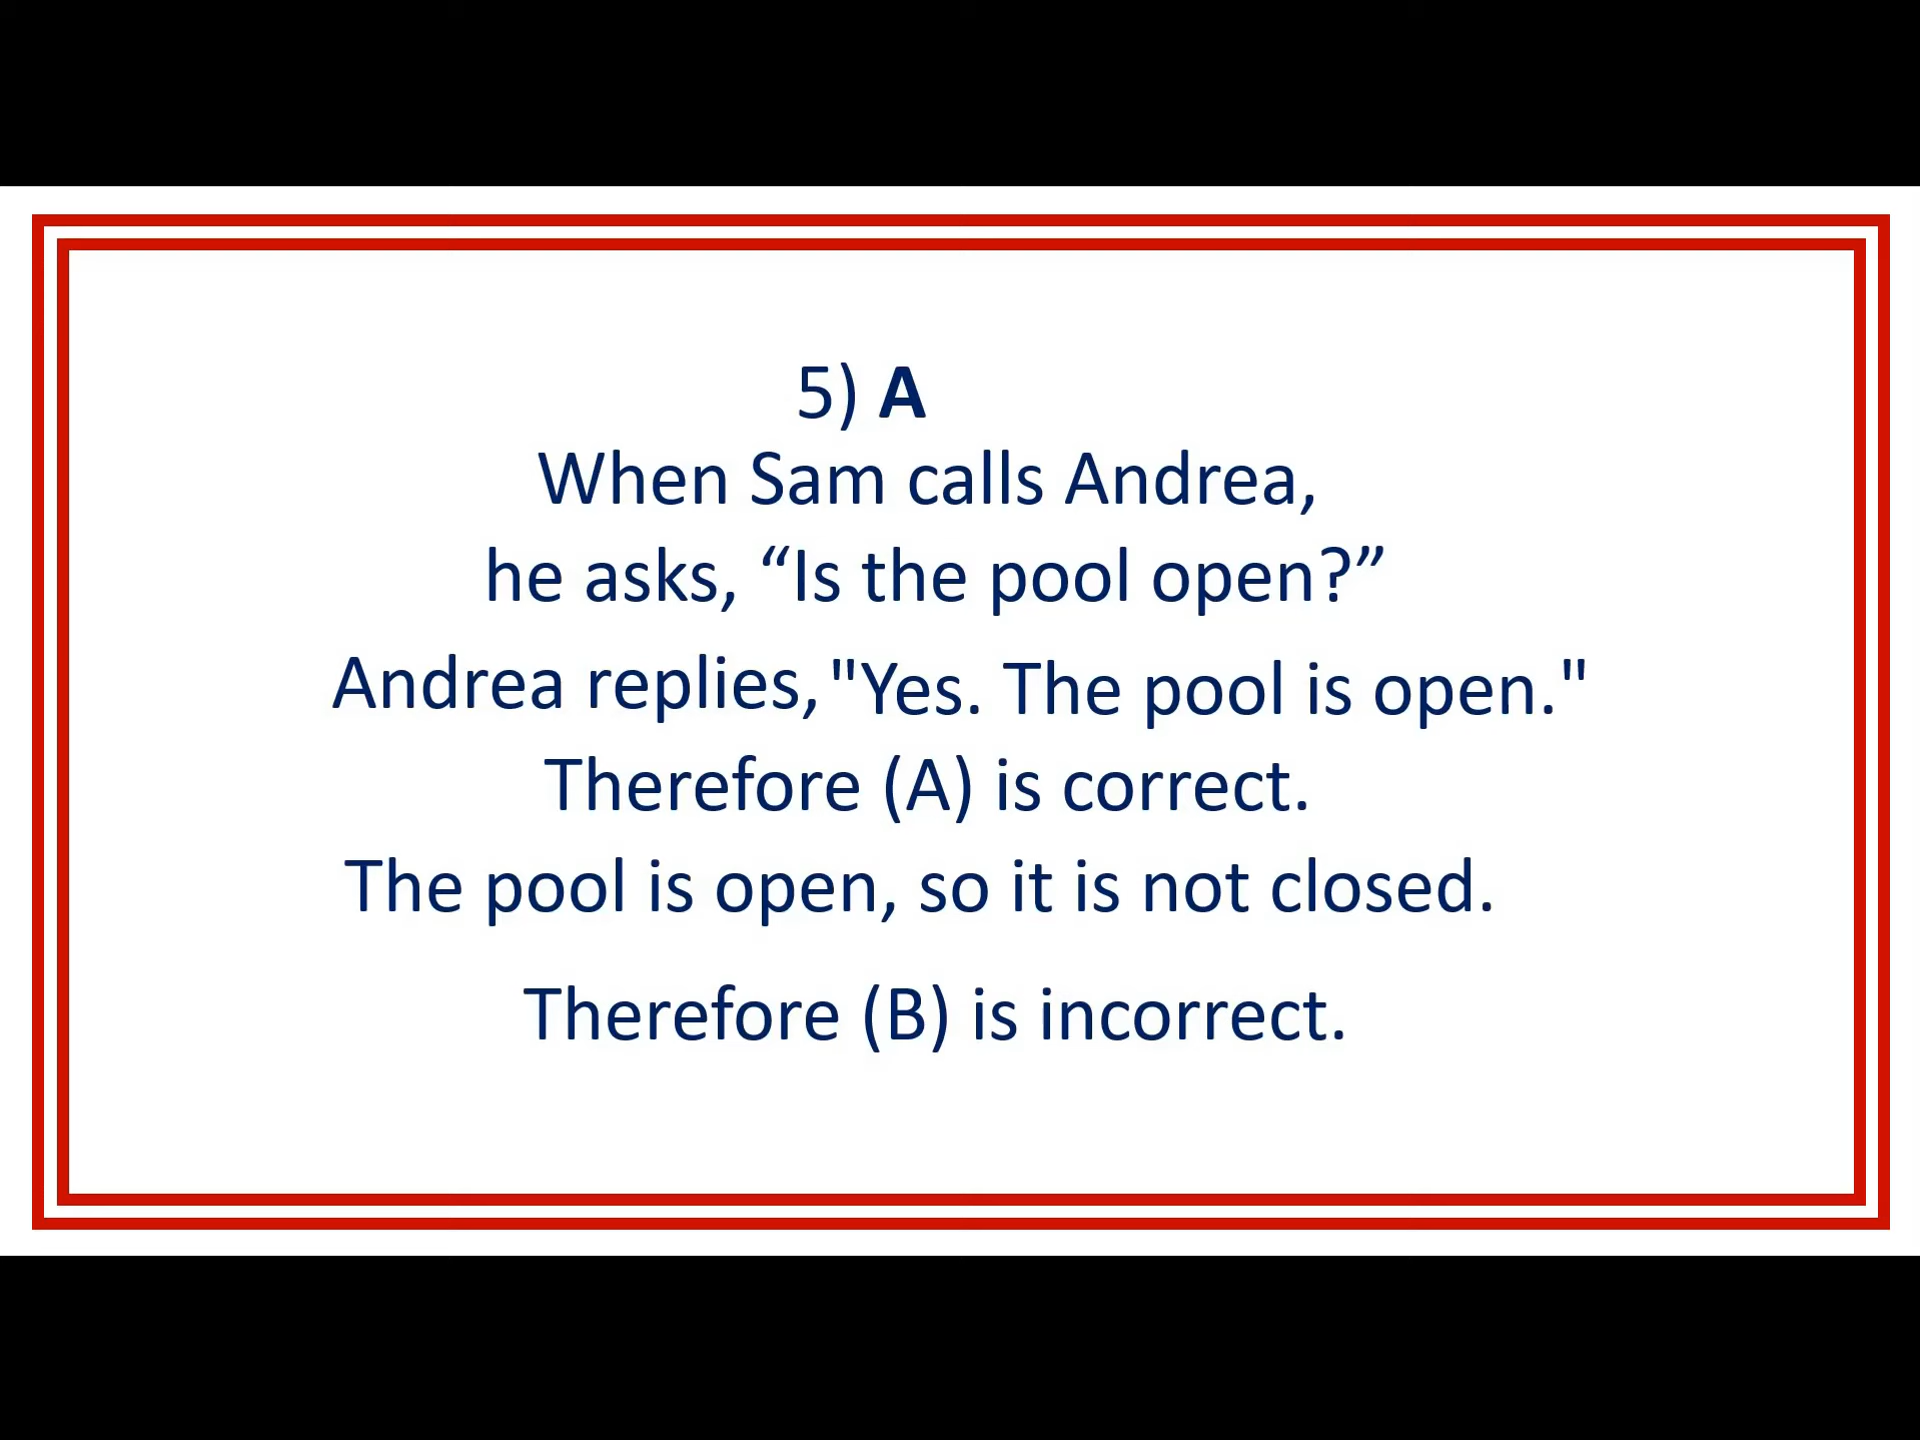 5) A
When Sam calls Andrea,
he asks, “Is the pool open?”
Andrea replies, "Yes. The pool is open."
Therefore (A) is correct.
The pool is open, so it is not closed.
Therefore (B) is incorrect.